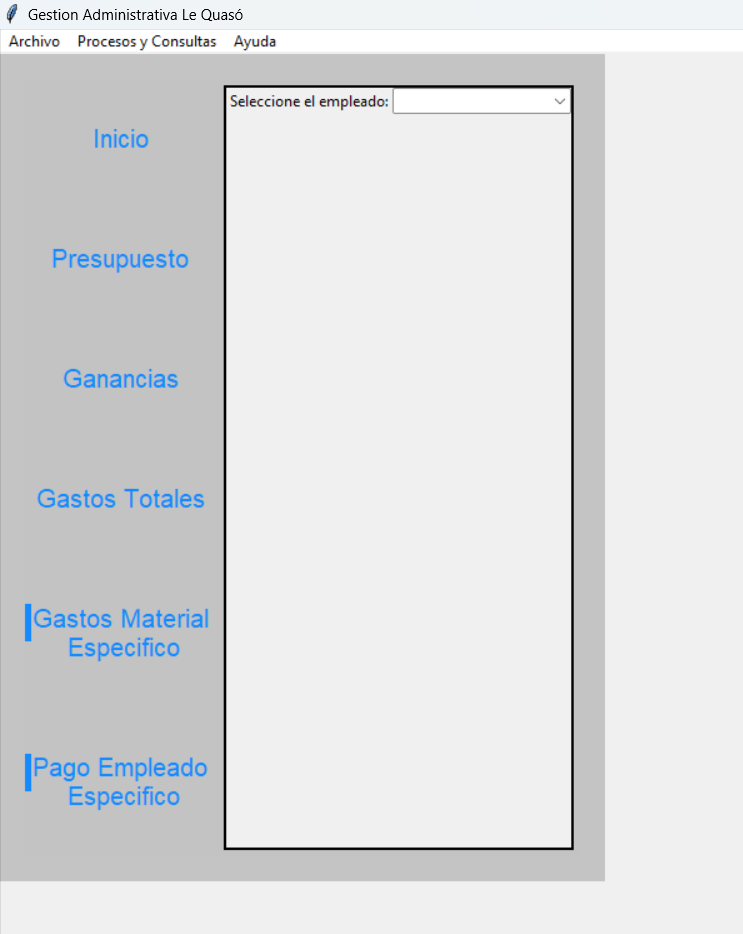 Gestion Administrativa Le Quasó
Archivo Procesos y Consultas Ayuda
Seleccione el empleado:
Inicio
Presupuesto
Ganancias
Gastos Totales
Gastos Material
Especifico
Pago Empleado
Especifico